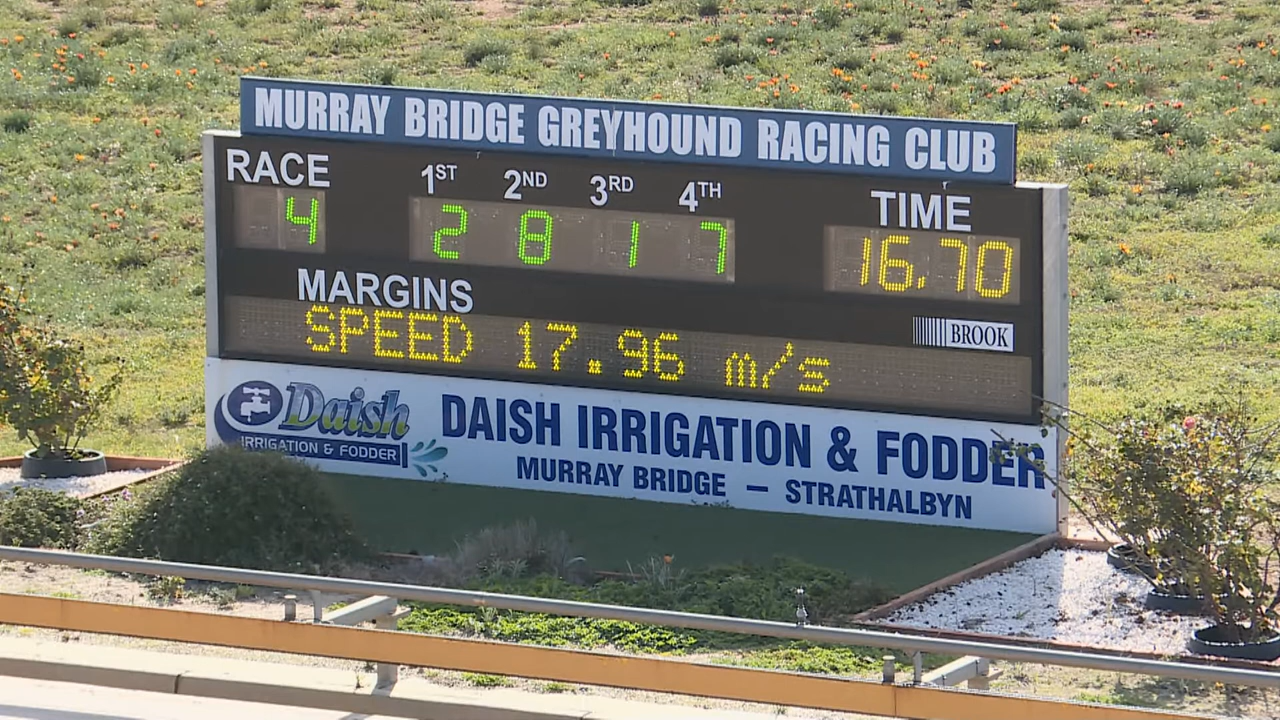 MURRAY BRIDGE GREYHOUND RACING CLUB
RACE 1ST 2ND 3RD 4TH TIME
4 2 8 1 7 16.70
MARGINS
BROOK
SPEED 17.96 m/s
Daish
IRRIGATION & FODDER
DAISH IRRIGATION & FODDER
MURRAY BRIDGE – STRATHALBYN